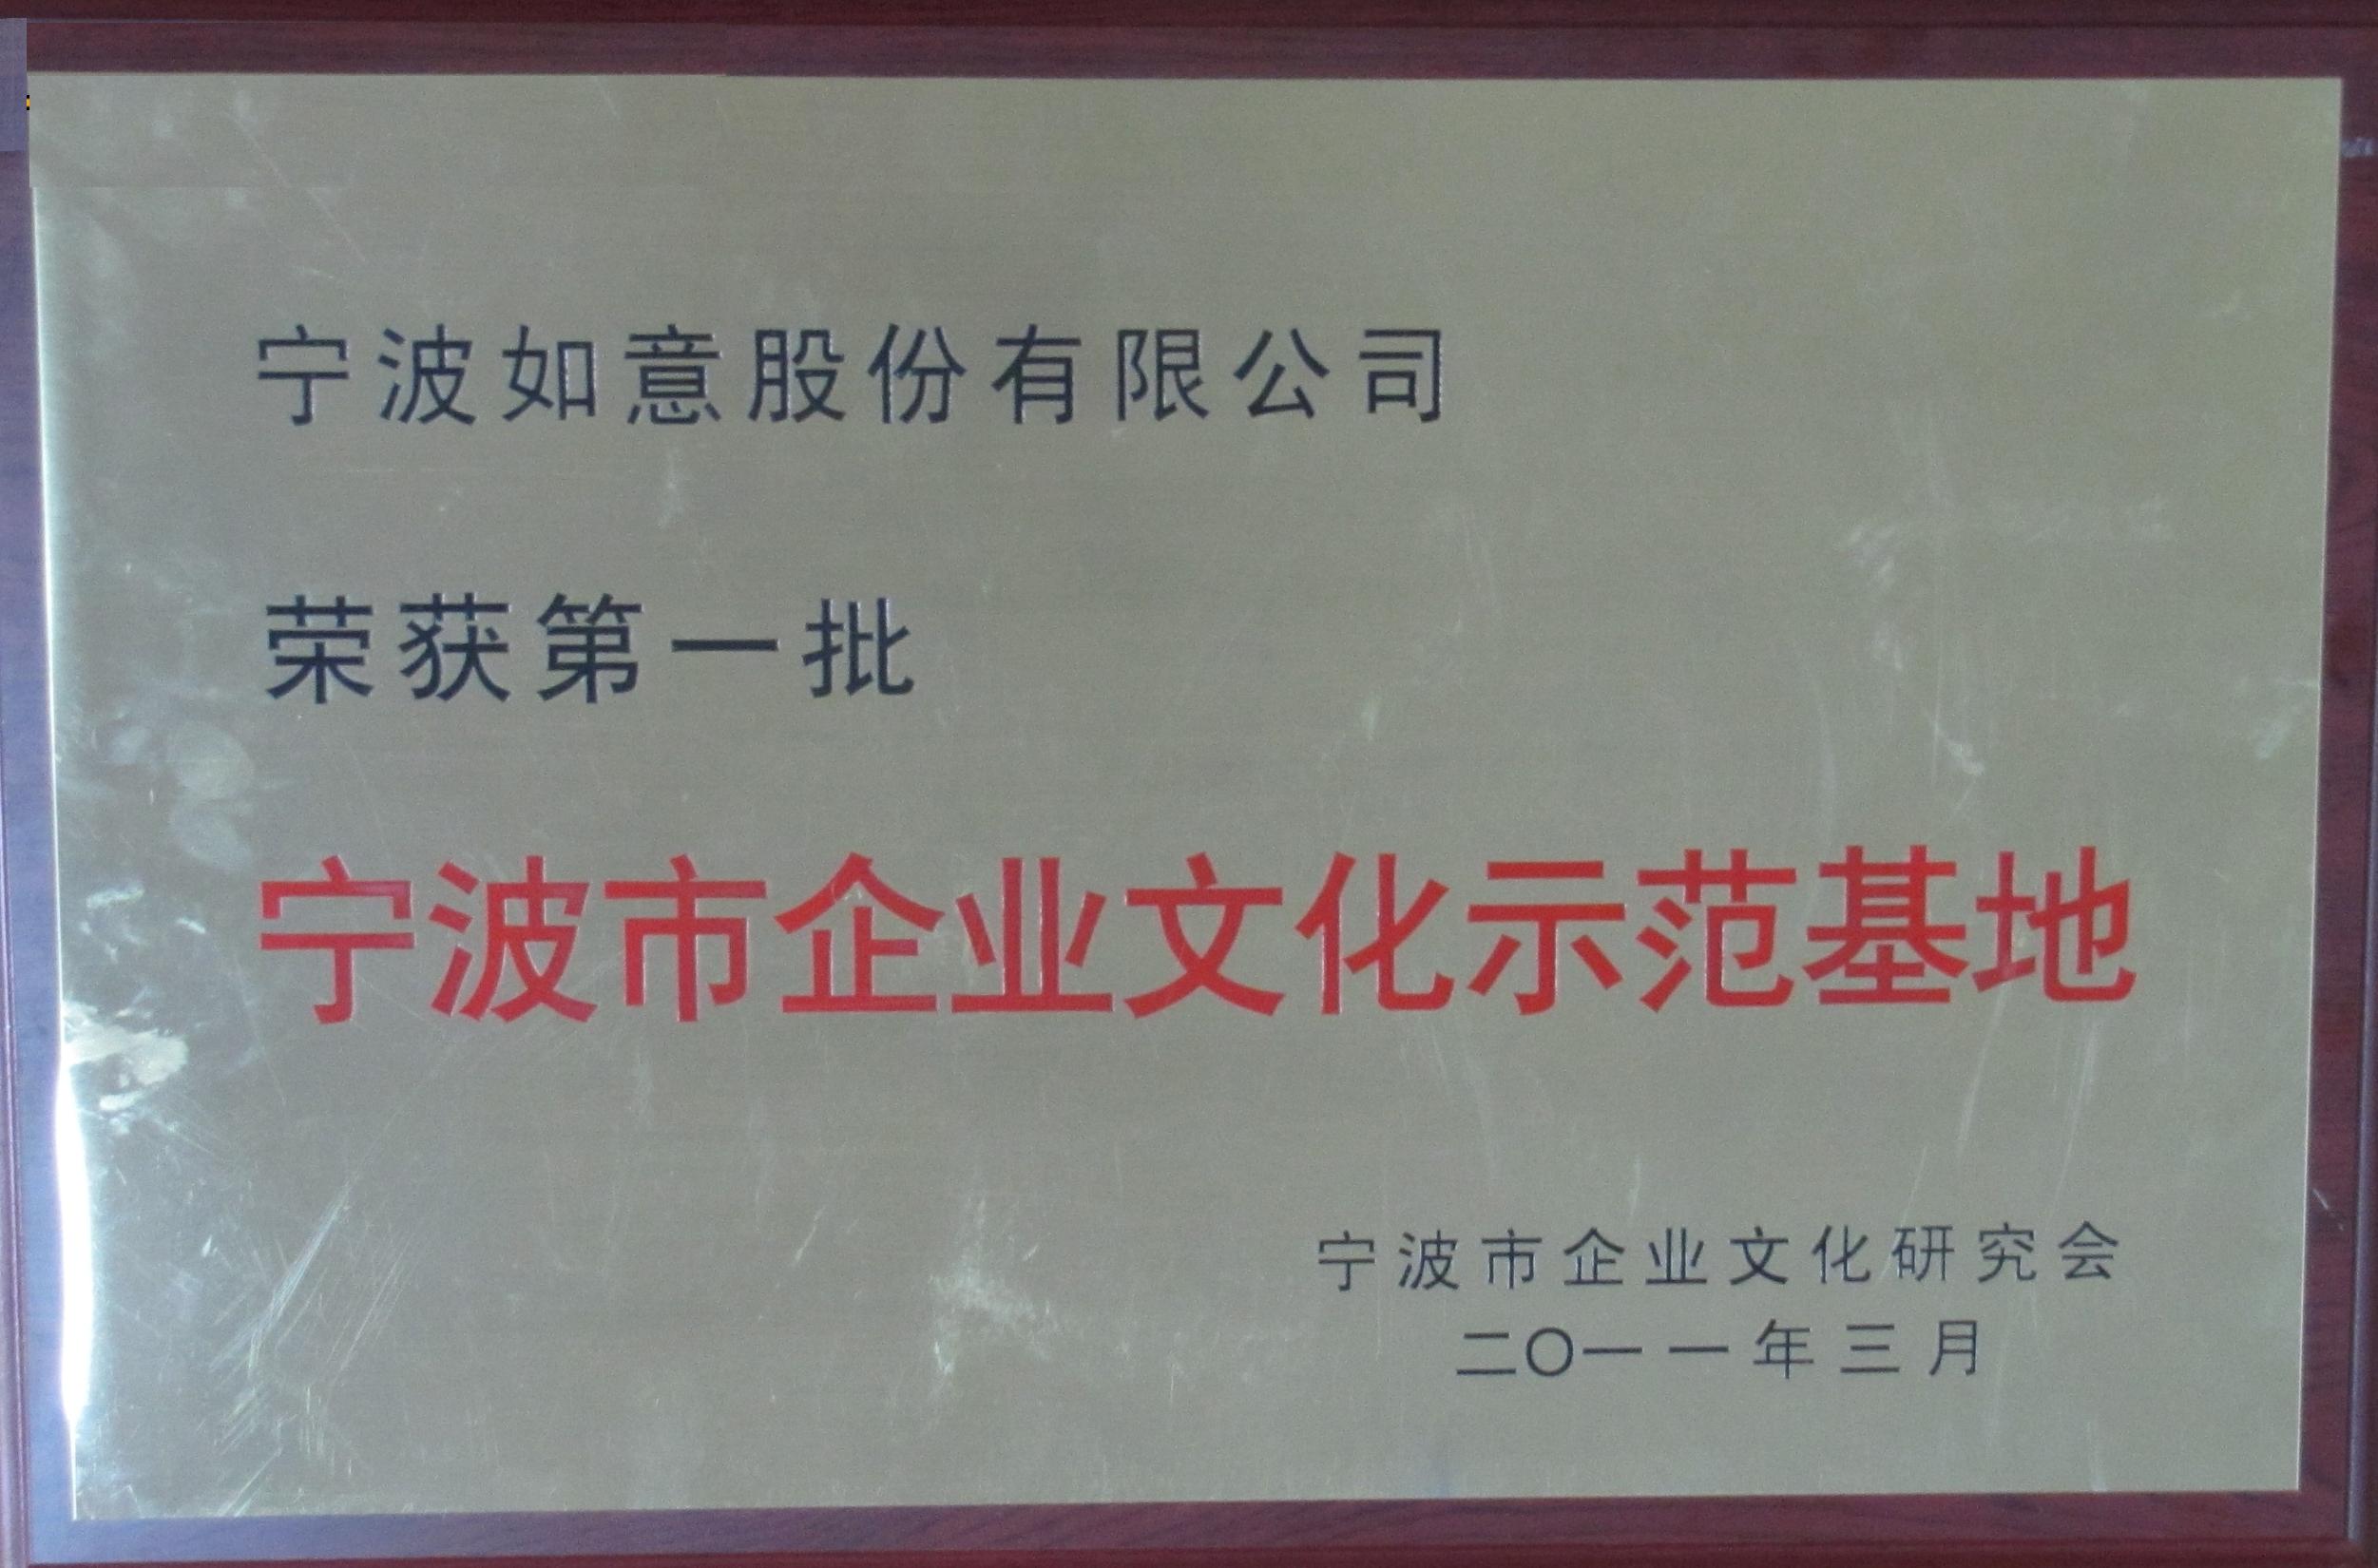 宁波如意股份有限公司
荣获第一批
宁波市企业文化示范基地
宁波市企业文化研究会
二〇一一年三月